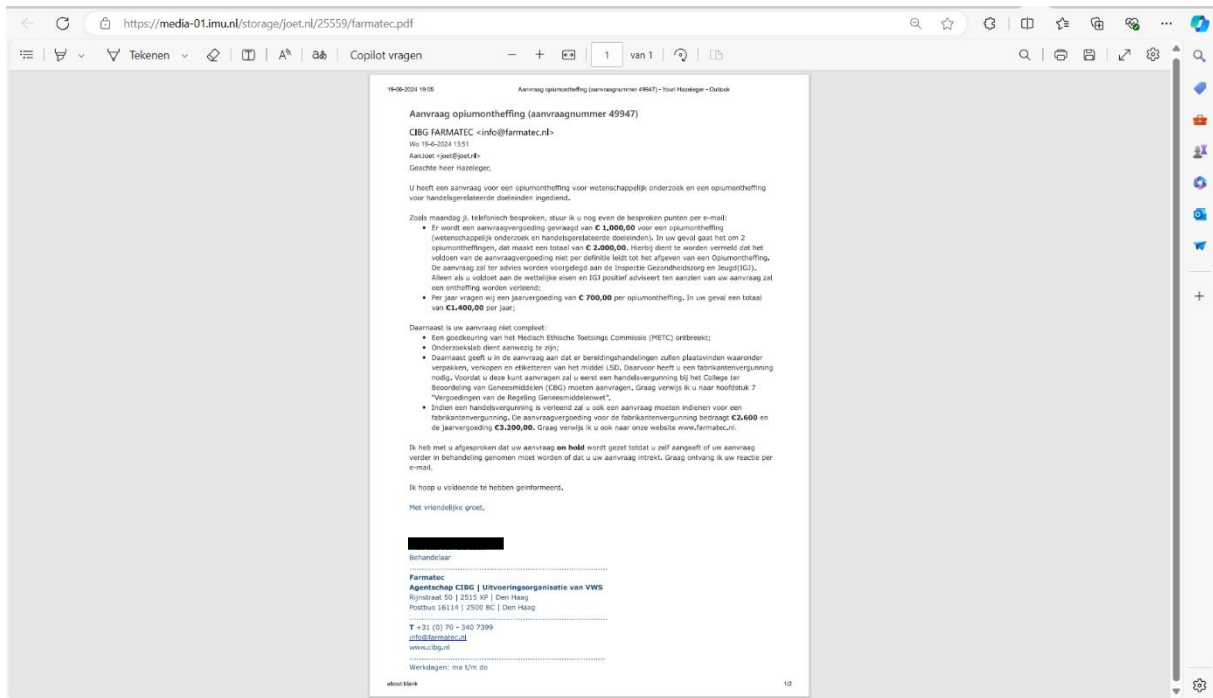 https://media-01.imu.nl/storage/joet.nl/25559/farmatec.pdf
Tekenen
Copilot vragen
1 van 1
19-06-2024 19:05 Aanvraag opiumontheffing (aanvraagnummer 49947) - Youri Hazeleger - Outlook
Aanvraag opiumontheffing (aanvraagnummer 49947)
CIBG FARMATEC <info@farmatec.nl>
Wo 19-6-2024 13:51
Aan:Joet <joet@joet.nl>
Geachte heer Hazeleger,
U heeft een aanvraag voor een opiumontheffing voor wetenschappelijk onderzoek en een opiumontheffing
voor handelsgerelateerde doeleinden ingediend.
Zoals maandag jl. telefonisch besproken, stuur ik u nog even de besproken punten per e-mail:
• Er wordt een aanvraagvergoeding gevraagd van € 1.000,00 voor een opiumontheffing
(wetenschappelijk onderzoek en handelsgerelateerde doeleinden). In uw geval gaat het om 2
opiumontheffingen, dat maakt een totaal van € 2.000,00. Hierbij dient te worden vermeld dat het
voldoen van de aanvraagvergoeding niet per definitie leidt tot het afgeven van een Opiumontheffing.
De aanvraag zal ter advies worden voorgelegd aan de Inspectie Gezondheidszorg en Jeugd(IGJ).
Alleen als u voldoet aan de wettelijke eisen en IGJ positief adviseert ten aanzien van uw aanvraag zal
een ontheffing worden verleend;
• Per jaar vragen wij een jaarvergoeding van € 700,00 per opiumontheffing. In uw geval een totaal
van €1.400,00 per jaar;
Daarnaast is uw aanvraag niet compleet:
• Een goedkeuring van het Medisch Ethische Toetsings Commissie (METC) ontbreekt;
• Onderzoekslab dient aanwezig te zijn;
• Daarnaast geeft u in de aanvraag aan dat er bereidingshandelingen zullen plaatsvinden waaronder
verpakken, verkopen en etiketteren van het middel LSD. Daarvoor heeft u een fabrikantenvergunning
nodig. Voordat u deze kunt aanvragen zal u eerst een handelsvergunning bij het College ter
Beoordeling van Geneesmiddelen (CBG) moeten aanvragen. Graag verwijs ik u naar hoofdstuk 7
"Vergoedingen van de Regeling Geneesmiddelenwet".
• Indien een handelsvergunning is verleend zal u ook een aanvraag moeten indienen voor een
fabrikantenvergunning. De aanvraagvergoeding voor de fabrikantenvergunning bedraagt €2.600 en
de jaarvergoeding €3.200,00. Graag verwijs ik u ook naar onze website www.farmatec.nl.
Ik heb met u afgesproken dat uw aanvraag on hold wordt gezet totdat u zelf aangeeft of uw aanvraag
verder in behandeling genomen moet worden of dat u uw aanvraag intrekt. Graag ontvang ik uw reactie per
e-mail.
Ik hoop u voldoende te hebben geïnformeerd.
Met vriendelijke groet,
Behandelaar
Farmatec
Agentschap CIBG | Uitvoeringsorganisatie van VWS
Rijnstraat 50 | 2515 XP | Den Haag
Postbus 16114 | 2500 BC | Den Haag
T +31 (0) 70 - 340 7399
info@farmatec.nl
www.cibg.nl
Werkdagen: ma t/m do
about:blank 1/2